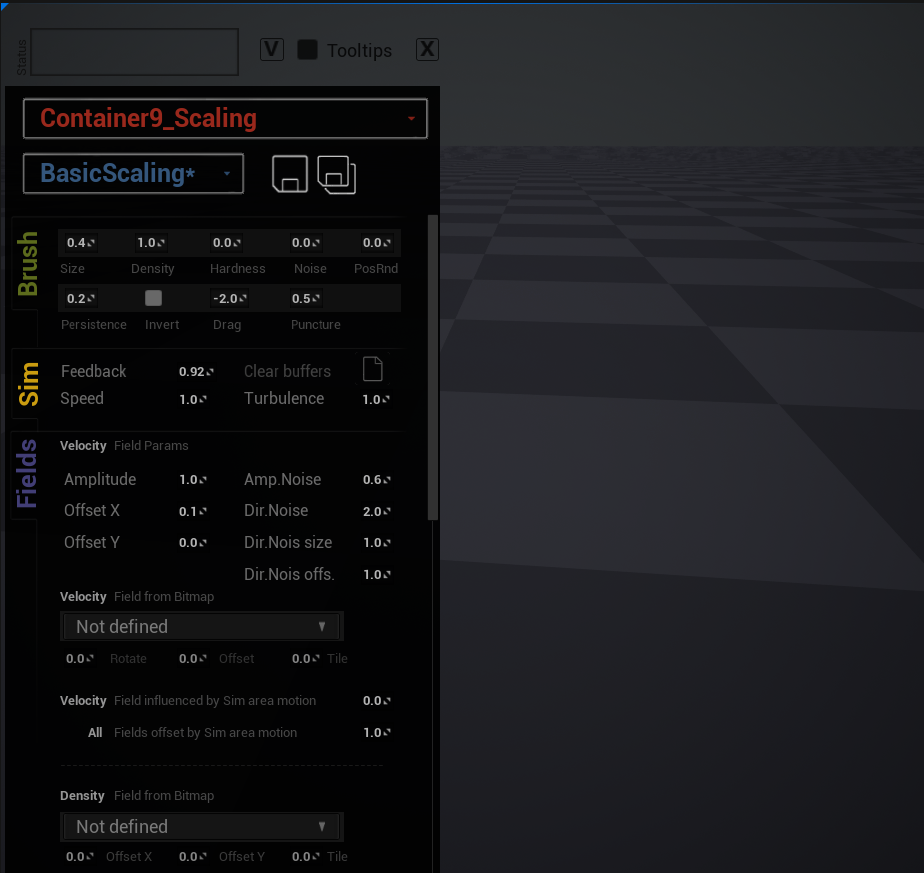 Status V Tooltips X
Container9_Scaling
BasicScaling*
Brush
0.4 1.0 0.0 0.0 0.0
Size Density Hardness Noise PosRnd
0.2 -2.0 0.5
Persistence Invert Drag Puncture
Sim
Feedback 0.92 Clear buffers
Speed 1.0 Turbulence 1.0
Fields
Velocity Field Params
Amplitude 1.0 Amp.Noise 0.6
Offset X 0.1 Dir.Noise 2.0
Offset Y 0.0 Dir.Nois size 1.0
Dir.Nois offs. 1.0
Velocity Field from Bitmap
Not defined
0.0 Rotate 0.0 Offset 0.0 Tile
Velocity Field influenced by Sim area motion 0.0
All Fields offset by Sim area motion 1.0
Density Field from Bitmap
Not defined
0.0 Offset X 0.0 Offset Y 0.0 Tile